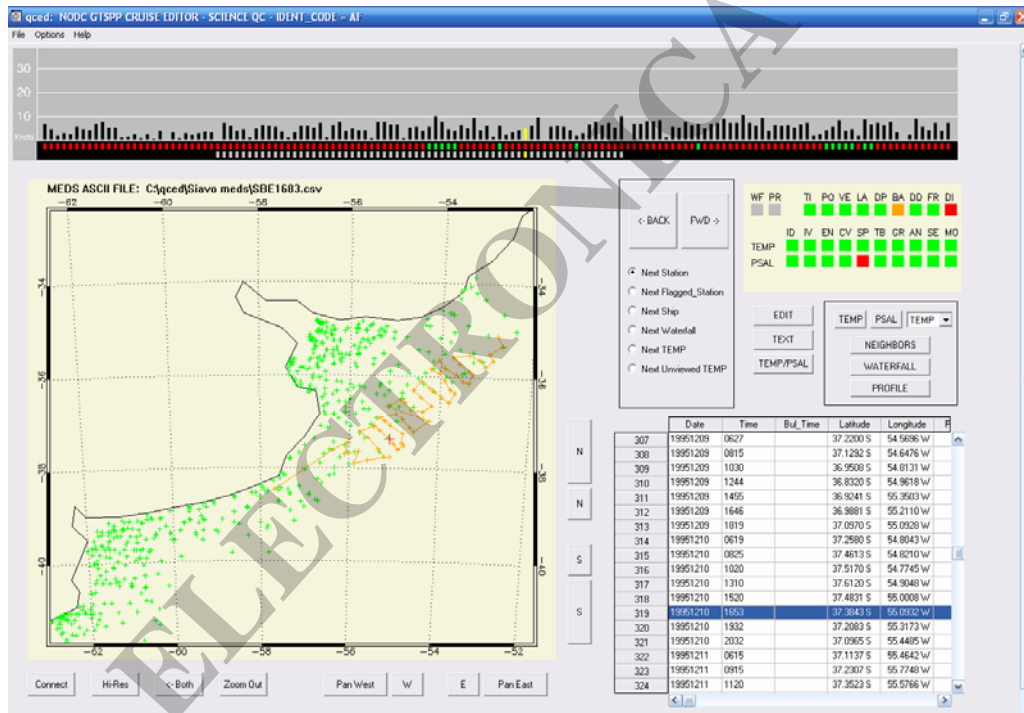 qced: NODC GTSPP CRUISE EDITOR - SCIENCE QC - IDENT_CODE = AF
File Options Help
30
20
10
Knots
MEDS ASCII FILE: C:\qced\Siavo meds\SBE1683.csv
-62 -60 -58 -56 -54
-34 -34
-36 -36
-38 -38
-40 -40
-62 -60 -58 -56 -54 -52
<- BACK FWD ->
Next Station
Next Flagged_Station
Next Ship
Next Waterfall
Next TEMP
Next Unviewed TEMP
WF PR TI PO VE LA DP BA DD FR DI
ID IV EN CV SP TB GR AN SE MO
TEMP
PSAL
EDIT
TEXT
TEMP/PSAL
TEMP PSAL TEMP
NEIGHBORS
WATERFALL
PROFILE
N
N
S
S
Date Time Bul_Time Latitude Longitude F
307 19951209 0627 37.2200 S 54.5696 W
308 19951209 0815 37.1292 S 54.6476 W
309 19951209 1030 36.9508 S 54.8131 W
310 19951209 1244 36.8320 S 54.9618 W
311 19951209 1455 36.9241 S 55.3503 W
312 19951209 1646 36.9881 S 55.2110 W
313 19951209 1819 37.0970 S 55.0928 W
314 19951210 0619 37.2580 S 54.8043 W
315 19951210 0825 37.4613 S 54.8210 W
316 19951210 1020 37.5170 S 54.7745 W
317 19951210 1310 37.6120 S 54.9048 W
318 19951210 1520 37.4831 S 55.0008 W
319 19951210 1653 37.3843 S 55.0932 W
320 19951210 1932 37.2083 S 55.3173 W
321 19951210 2032 37.0965 S 55.4485 W
322 19951211 0615 37.1137 S 55.4642 W
323 19951211 0915 37.2307 S 55.7748 W
324 19951211 1120 37.3523 S 55.5766 W
Connect Hi-Res <- Both Zoom Out Pan West W E Pan East
ELECTRONICA